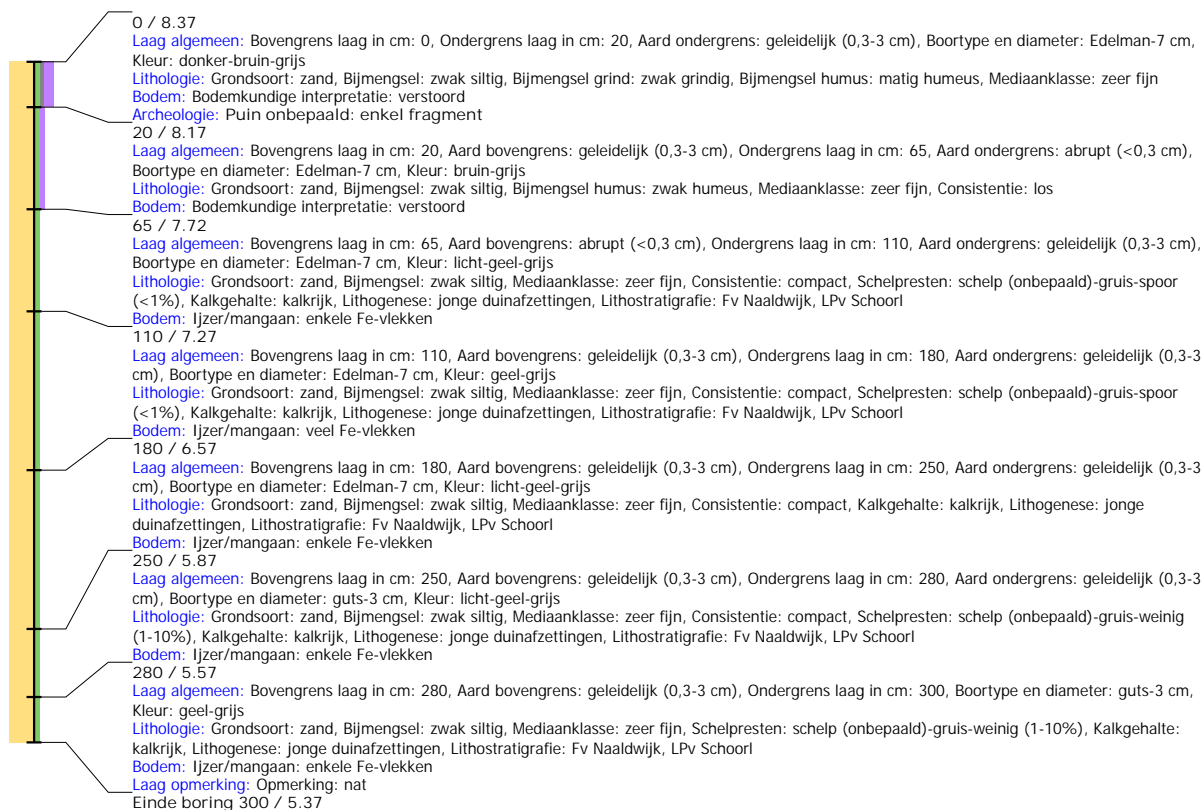 0 / 8.37
Laag algemeen: Bovengrens laag in cm: 0, Ondergrens laag in cm: 20, Aard ondergrens: geleidelijk (0,3-3 cm), Boortype en diameter: Edelman-7 cm,
Kleur: donker-bruin-grijs
Lithologie: Grondsoort: zand, Bijmengsel: zwak siltig, Bijmengsel grind: zwak grindig, Bijmengsel humus: matig humeus, Mediaanklasse: zeer fijn
Bodem: Bodemkundige interpretatie: verstoord
Archeologie: Puin onbepaald: enkel fragment
20 / 8.17
Laag algemeen: Bovengrens laag in cm: 20, Aard bovengrens: geleidelijk (0,3-3 cm), Ondergrens laag in cm: 65, Aard ondergrens: abrupt (<0,3 cm),
Boortype en diameter: Edelman-7 cm, Kleur: bruin-grijs
Lithologie: Grondsoort: zand, Bijmengsel: zwak siltig, Bijmengsel humus: zwak humeus, Mediaanklasse: zeer fijn, Consistentie: los
Bodem: Bodemkundige interpretatie: verstoord
65 / 7.72
Laag algemeen: Bovengrens laag in cm: 65, Aard bovengrens: abrupt (<0,3 cm), Ondergrens laag in cm: 110, Aard ondergrens: geleidelijk (0,3-3 cm),
Boortype en diameter: Edelman-7 cm, Kleur: licht-geel-grijs
Lithologie: Grondsoort: zand, Bijmengsel: zwak siltig, Mediaanklasse: zeer fijn, Consistentie: compact, Schelpresten: schelp (onbepaald)-gruis-spoor
(<1%), Kalkgehalte: kalkrijk, Lithogenese: jonge duinafzettingen, Lithostratigrafie: Fv Naaldwijk, LPv Schoorl
Bodem: Ijzer/mangaan: enkele Fe-vlekken
110 / 7.27
Laag algemeen: Bovengrens laag in cm: 110, Aard bovengrens: geleidelijk (0,3-3 cm), Ondergrens laag in cm: 180, Aard ondergrens: geleidelijk (0,3-3
cm), Boortype en diameter: Edelman-7 cm, Kleur: geel-grijs
Lithologie: Grondsoort: zand, Bijmengsel: zwak siltig, Mediaanklasse: zeer fijn, Consistentie: compact, Schelpresten: schelp (onbepaald)-gruis-spoor
(<1%), Kalkgehalte: kalkrijk, Lithogenese: jonge duinafzettingen, Lithostratigrafie: Fv Naaldwijk, LPv Schoorl
Bodem: Ijzer/mangaan: veel Fe-vlekken
180 / 6.57
Laag algemeen: Bovengrens laag in cm: 180, Aard bovengrens: geleidelijk (0,3-3 cm), Ondergrens laag in cm: 250, Aard ondergrens: geleidelijk (0,3-3
cm), Boortype en diameter: Edelman-7 cm, Kleur: licht-geel-grijs
Lithologie: Grondsoort: zand, Bijmengsel: zwak siltig, Mediaanklasse: zeer fijn, Consistentie: compact, Kalkgehalte: kalkrijk, Lithogenese: jonge
duinafzettingen, Lithostratigrafie: Fv Naaldwijk, LPv Schoorl
Bodem: Ijzer/mangaan: enkele Fe-vlekken
250 / 5.87
Laag algemeen: Bovengrens laag in cm: 250, Aard bovengrens: geleidelijk (0,3-3 cm), Ondergrens laag in cm: 280, Aard ondergrens: geleidelijk (0,3-3
cm), Boortype en diameter: guts-3 cm, Kleur: licht-geel-grijs
Lithologie: Grondsoort: zand, Bijmengsel: zwak siltig, Mediaanklasse: zeer fijn, Consistentie: compact, Schelpresten: schelp (onbepaald)-gruis-weinig
(1-10%), Kalkgehalte: kalkrijk, Lithogenese: jonge duinafzettingen, Lithostratigrafie: Fv Naaldwijk, LPv Schoorl
Bodem: Ijzer/mangaan: enkele Fe-vlekken
280 / 5.57
Laag algemeen: Bovengrens laag in cm: 280, Aard bovengrens: geleidelijk (0,3-3 cm), Ondergrens laag in cm: 300, Boortype en diameter: guts-3 cm,
Kleur: geel-grijs
Lithologie: Grondsoort: zand, Bijmengsel: zwak siltig, Mediaanklasse: zeer fijn, Schelpresten: schelp (onbepaald)-gruis-weinig (1-10%), Kalkgehalte:
kalkrijk, Lithogenese: jonge duinafzettingen, Lithostratigrafie: Fv Naaldwijk, LPv Schoorl
Bodem: Ijzer/mangaan: enkele Fe-vlekken
Laag opmerking: Opmerking: nat
Einde boring 300 / 5.37